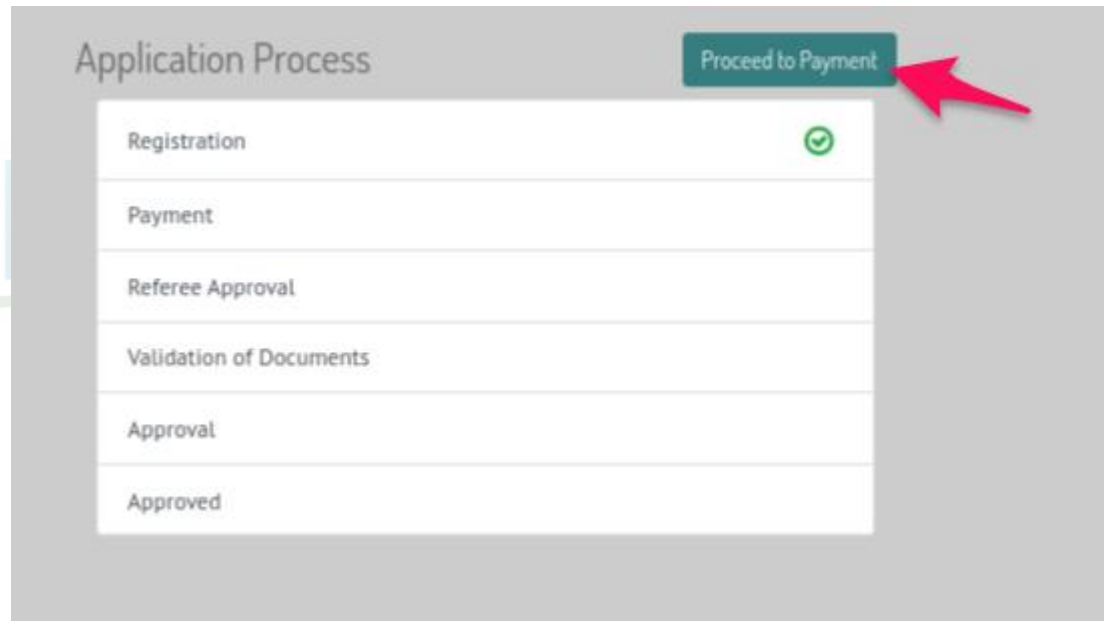 Application Process
Proceed to Payment
Registration
Payment
Referee Approval
Validation of Documents
Approval
Approved